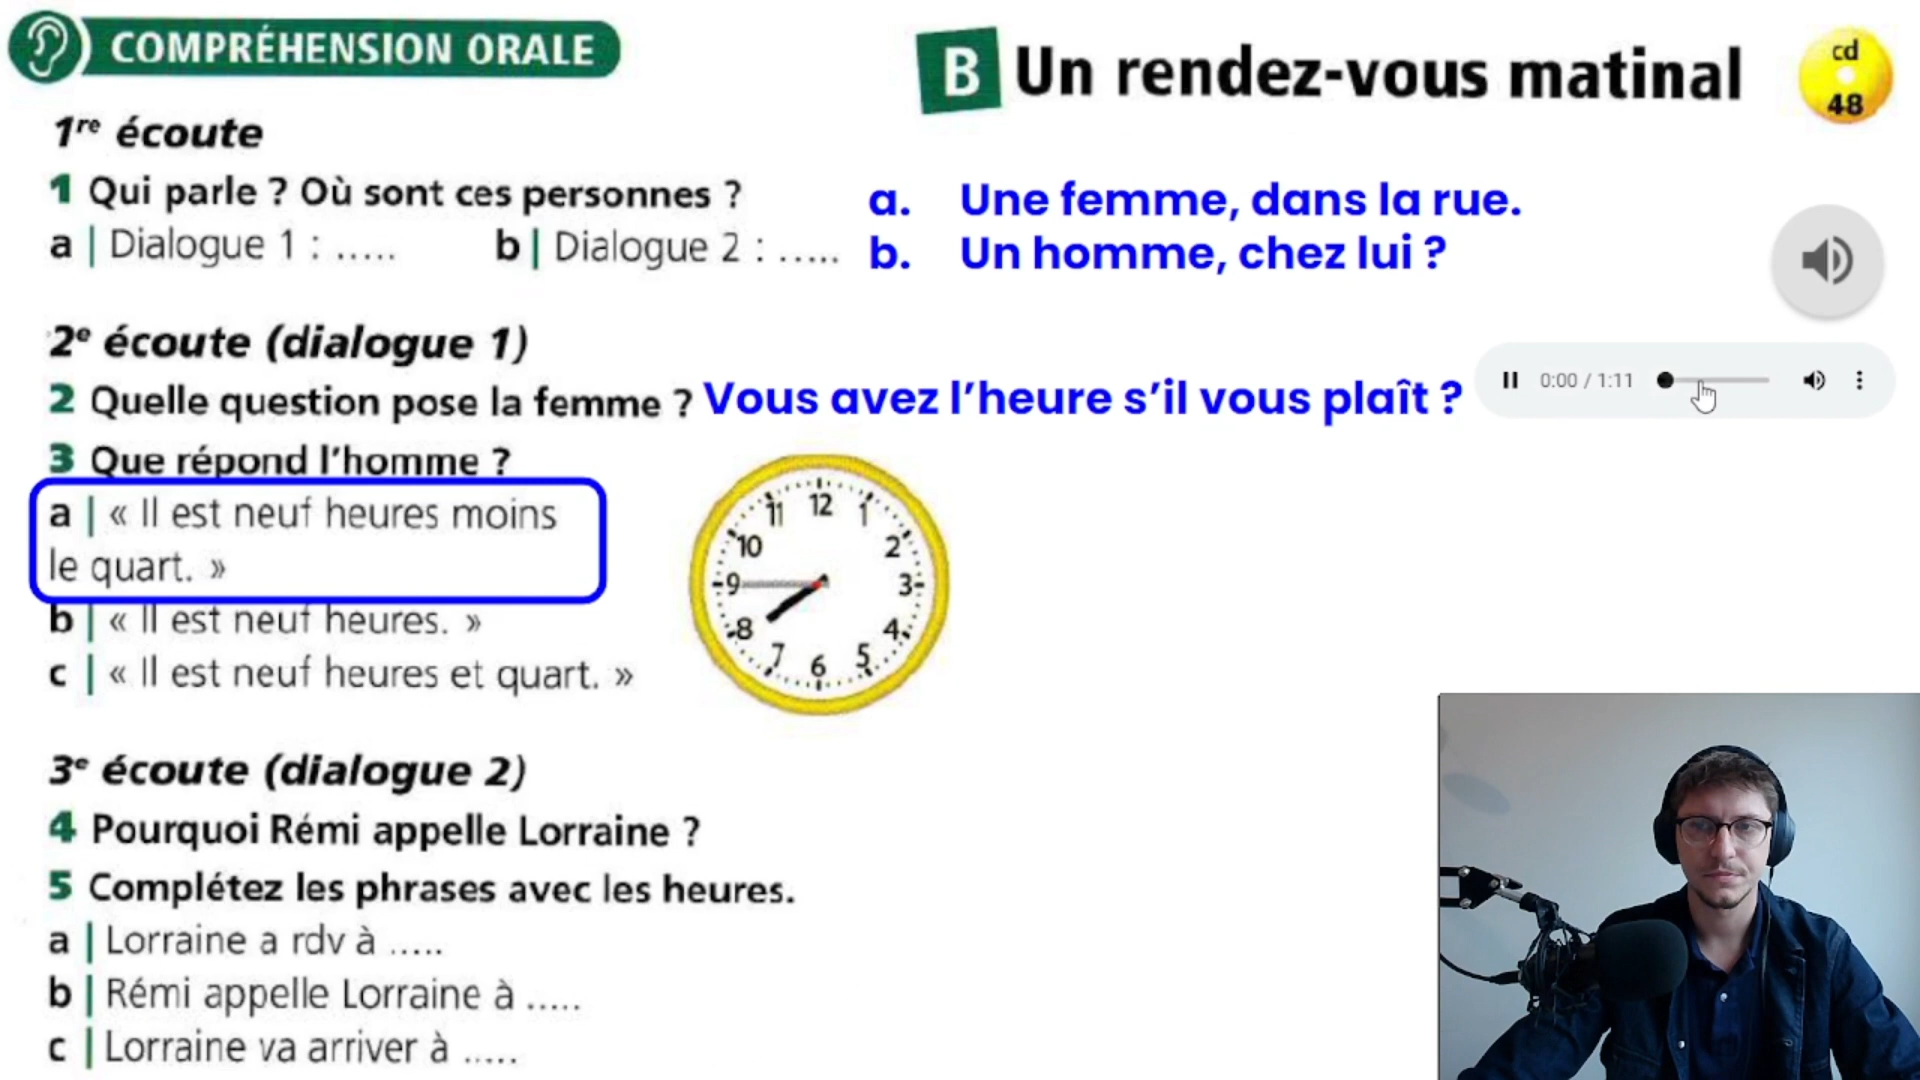 COMPRÉHENSION ORALE
B Un rendez-vous matinal
cd
48
1re écoute
1 Qui parle ? Où sont ces personnes ?
a | Dialogue 1 : ..... b | Dialogue 2 : .....
a. Une femme, dans la rue.
b. Un homme, chez lui ?
2e écoute (dialogue 1)
2 Quelle question pose la femme ? Vous avez l'heure s'il vous plaît ?
0:00 / 1:11
3 Que répond l'homme ?
a | « Il est neuf heures moins
le quart. »
b | « Il est neuf heures. »
c | « Il est neuf heures et quart. »
12
1
2
3
4
5
6
7
8
9
10
11
3e écoute (dialogue 2)
4 Pourquoi Rémi appelle Lorraine ?
5 Complétez les phrases avec les heures.
a | Lorraine a rdv à .....
b | Rémi appelle Lorraine à .....
c | Lorraine va arriver à .....